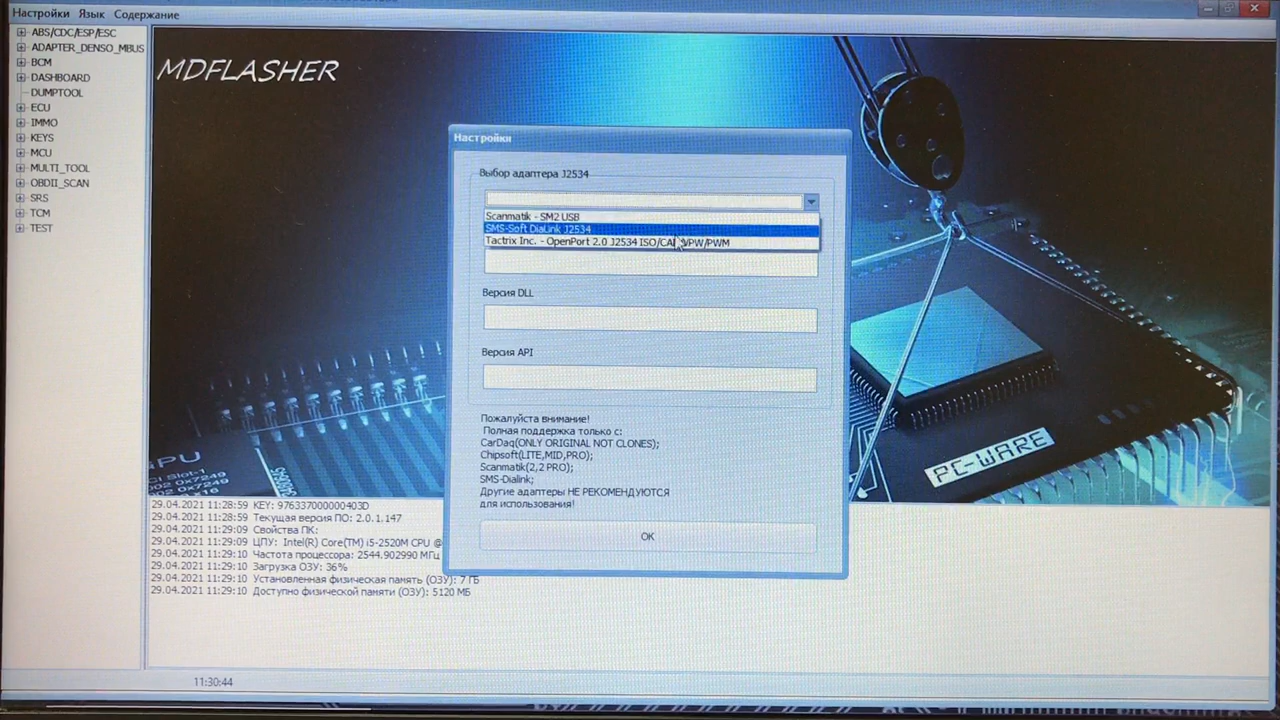 Настройки Язык Содержание
ABS/CDC/ESP/ESC
ADAPTER_DENSO_MBUS
BCM
DASHBOARD
DUMPTOOL
ECU
IMMO
KEYS
MCU
MULTI_TOOL
OBDII_SCAN
SRS
TCM
TEST
MDFLASHER
Настройки
Выбор адаптера J2534
Scanmatik - SM2 USB
SMS-Soft DiaLink J2534
Tactrix Inc. - OpenPort 2.0 J2534 ISO/CAN/VPW/PWM
Версия DLL
Версия API
Пожалуйста внимание!
Полная поддержка только с:
CarDaq(ONLY ORIGINAL NOT CLONES);
Chipsoft(LITE,MID,PRO);
Scanmatik(2,2 PRO);
SMS-Dialink;
Другие адаптеры НЕ РЕКОМЕНДУЮТСЯ
для использования!
OK
PC-WARE
29.04.2021 11:28:59 KEY: 976337000000403D
29.04.2021 11:28:59 Текущая версия ПО: 2.0.1.147
29.04.2021 11:29:09 Свойства ПК:
29.04.2021 11:29:09 ЦПУ: Intel(R) Core(TM) i5-2520M CPU @
29.04.2021 11:29:10 Частота процессора: 2544.902990 МГц
29.04.2021 11:29:10 Загрузка ОЗУ: 36%
29.04.2021 11:29:10 Установленная физическая память (ОЗУ): 7 ГБ
29.04.2021 11:29:10 Доступно физической памяти (ОЗУ): 5120 МБ
11:30:44